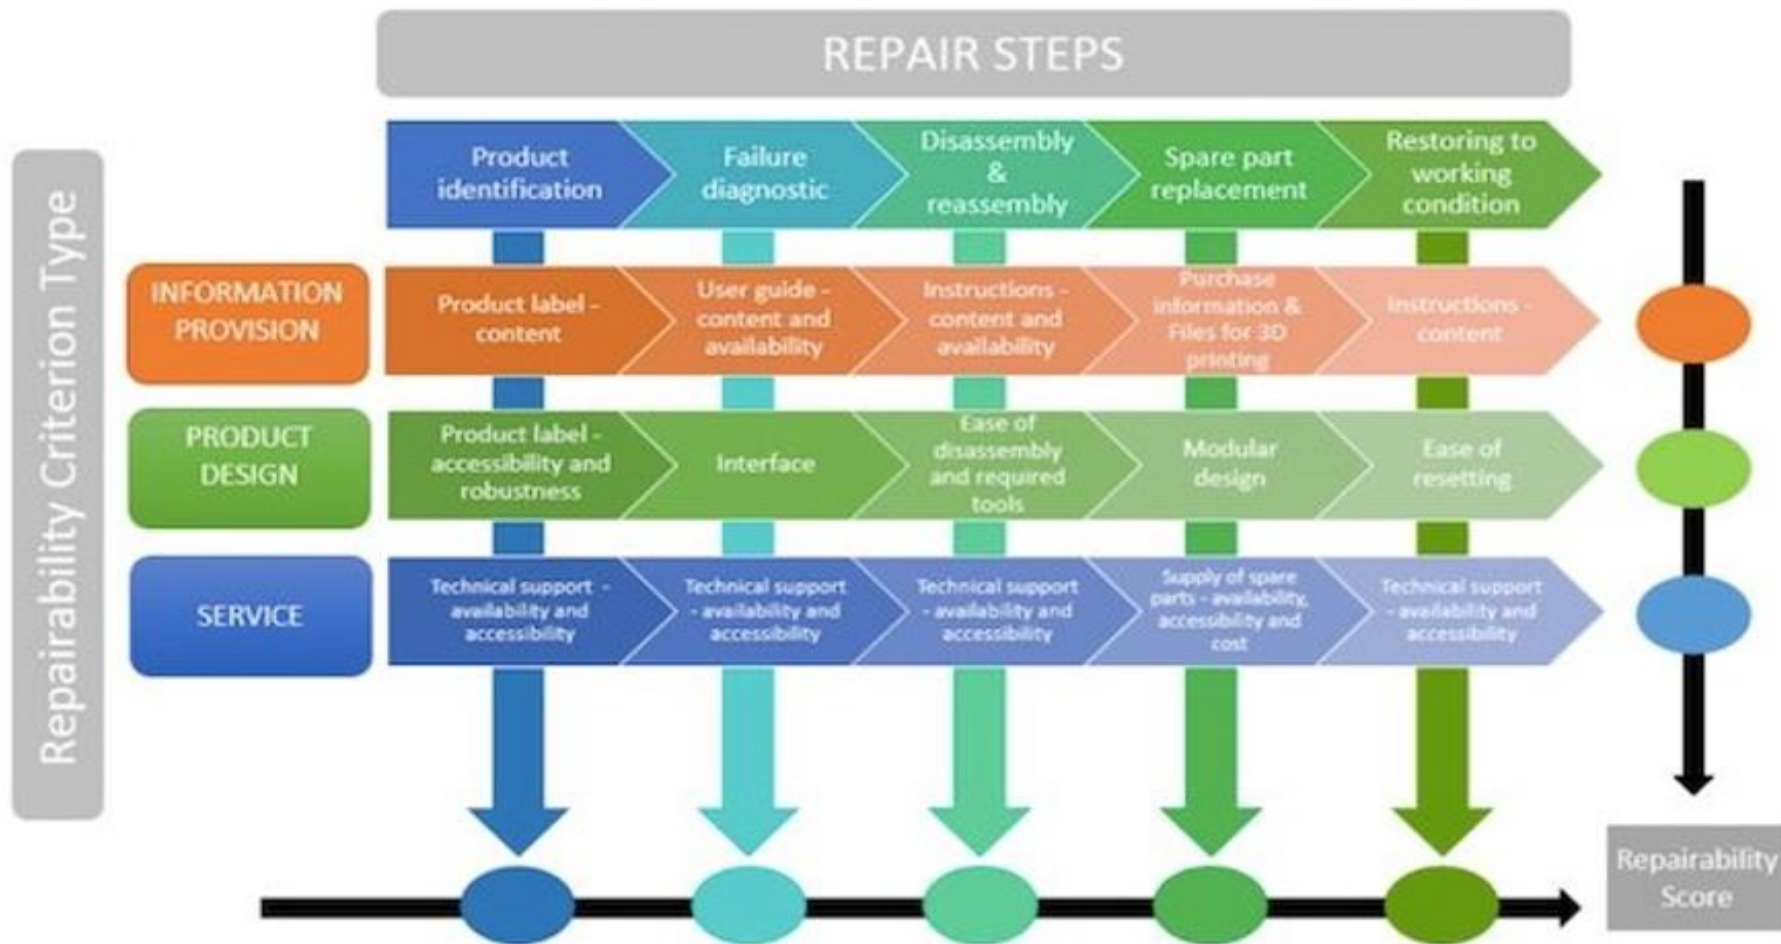 REPAIR STEPS
Repairability Criterion Type
Product
identification
Failure
diagnostic
Disassembly
&
reassembly
Spare part
replacement
Restoring to
working
condition
INFORMATION
PROVISION
Product label -
content
User guide -
content and
availability
Instructions -
content and
availability
Purchase
information &
Files for 3D
printing
Instructions -
content
PRODUCT
DESIGN
Product label -
accessibility and
robustness
Interface
Ease of
disassembly
and required
tools
Modular
design
Ease of
resetting
SERVICE
Technical support -
availability and
accessibility
Technical support
- availability and
accessibility
Technical support
- availability and
accessibility
Supply of spare
parts - availability,
accessibility and
cost
Technical support
- availability and
accessibility
Repairability
Score